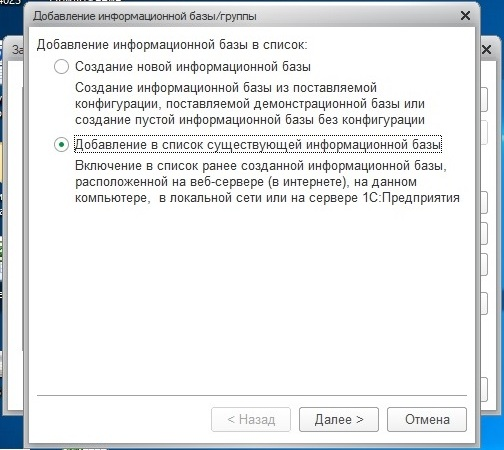 Добавление информационной базы/группы
За
Добавление информационной базы в список:
Создание новой информационной базы
Создание информационной базы из поставляемой
конфигурации, поставляемой демонстрационной базы или
создание пустой информационной базы без конфигурации
Добавление в список существующей информационной базы
Включение в список ранее созданной информационной базы,
расположенной на веб-сервере (в интернете), на данном
компьютере, в локальной сети или на сервере 1С:Предприятия
< Назад
Далее >
Отмена